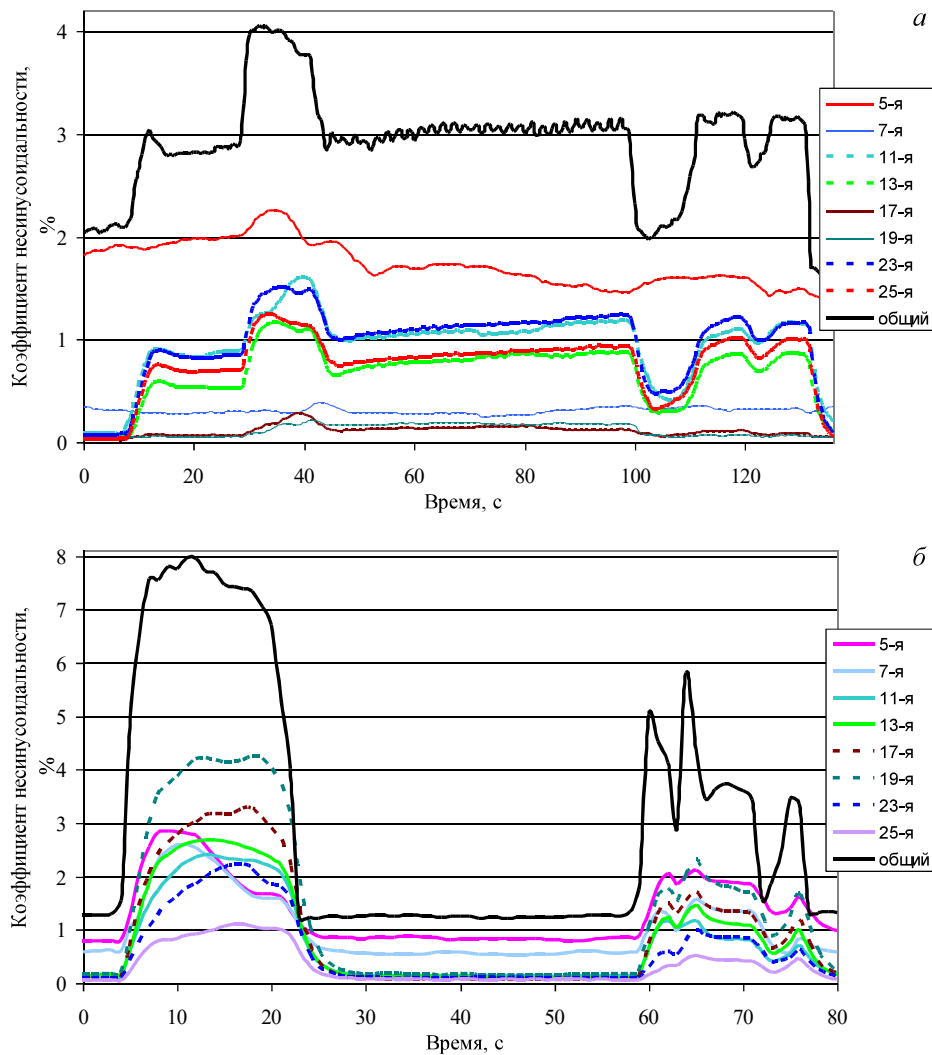 а
Коэффициент несинусоидальности,
%
4
3
2
1
0
0 20 40 60 80 100 120
Время, с
5-я
7-я
11-я
13-я
17-я
19-я
23-я
25-я
общий
б
Коэффициент несинусоидальности,
%
8
7
6
5
4
3
2
1
0
0 10 20 30 40 50 60 70 80
Время, с
5-я
7-я
11-я
13-я
17-я
19-я
23-я
25-я
общий